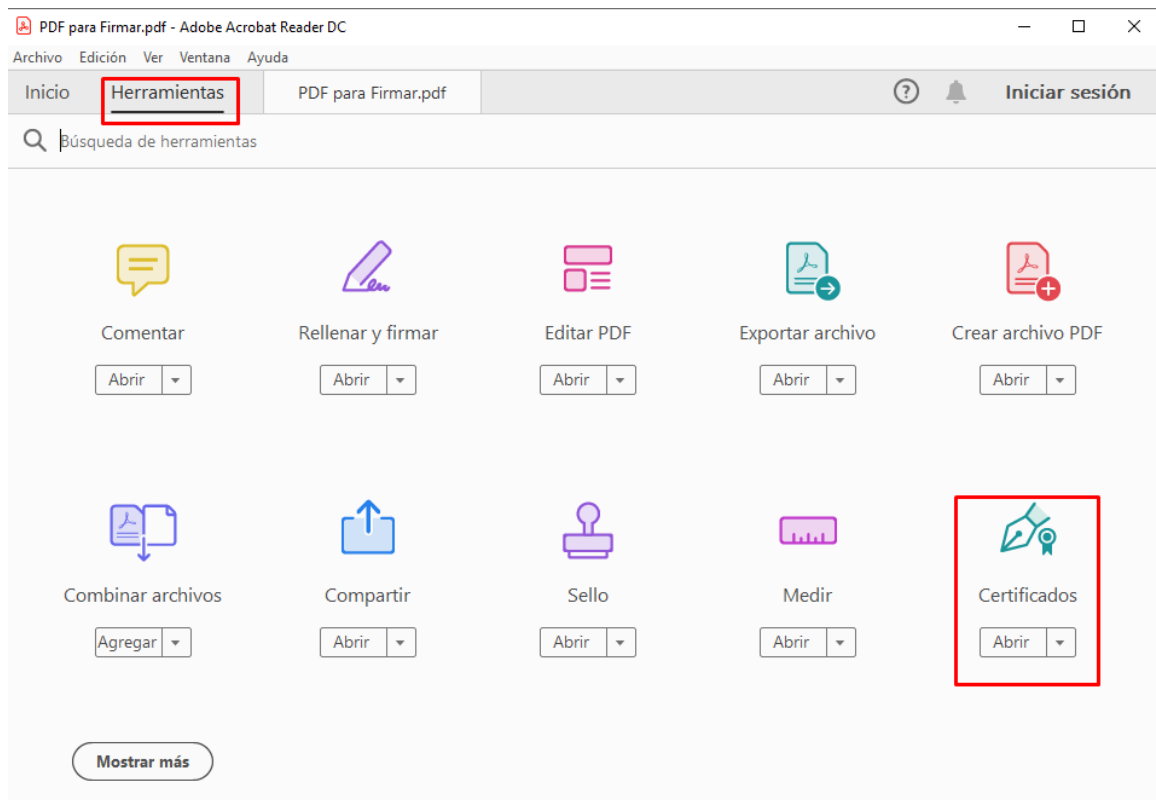 PDF para Firmar.pdf - Adobe Acrobat Reader DC
Archivo Edición Ver Ventana Ayuda
Inicio Herramientas PDF para Firmar.pdf ? Iniciar sesión
Búsqueda de herramientas
Comentar Rellenar y firmar Editar PDF Exportar archivo Crear archivo PDF
Abrir Abrir Abrir Abrir Abrir
Combinar archivos Compartir Sello Medir Certificados
Agregar Abrir Abrir Abrir Abrir
Mostrar más